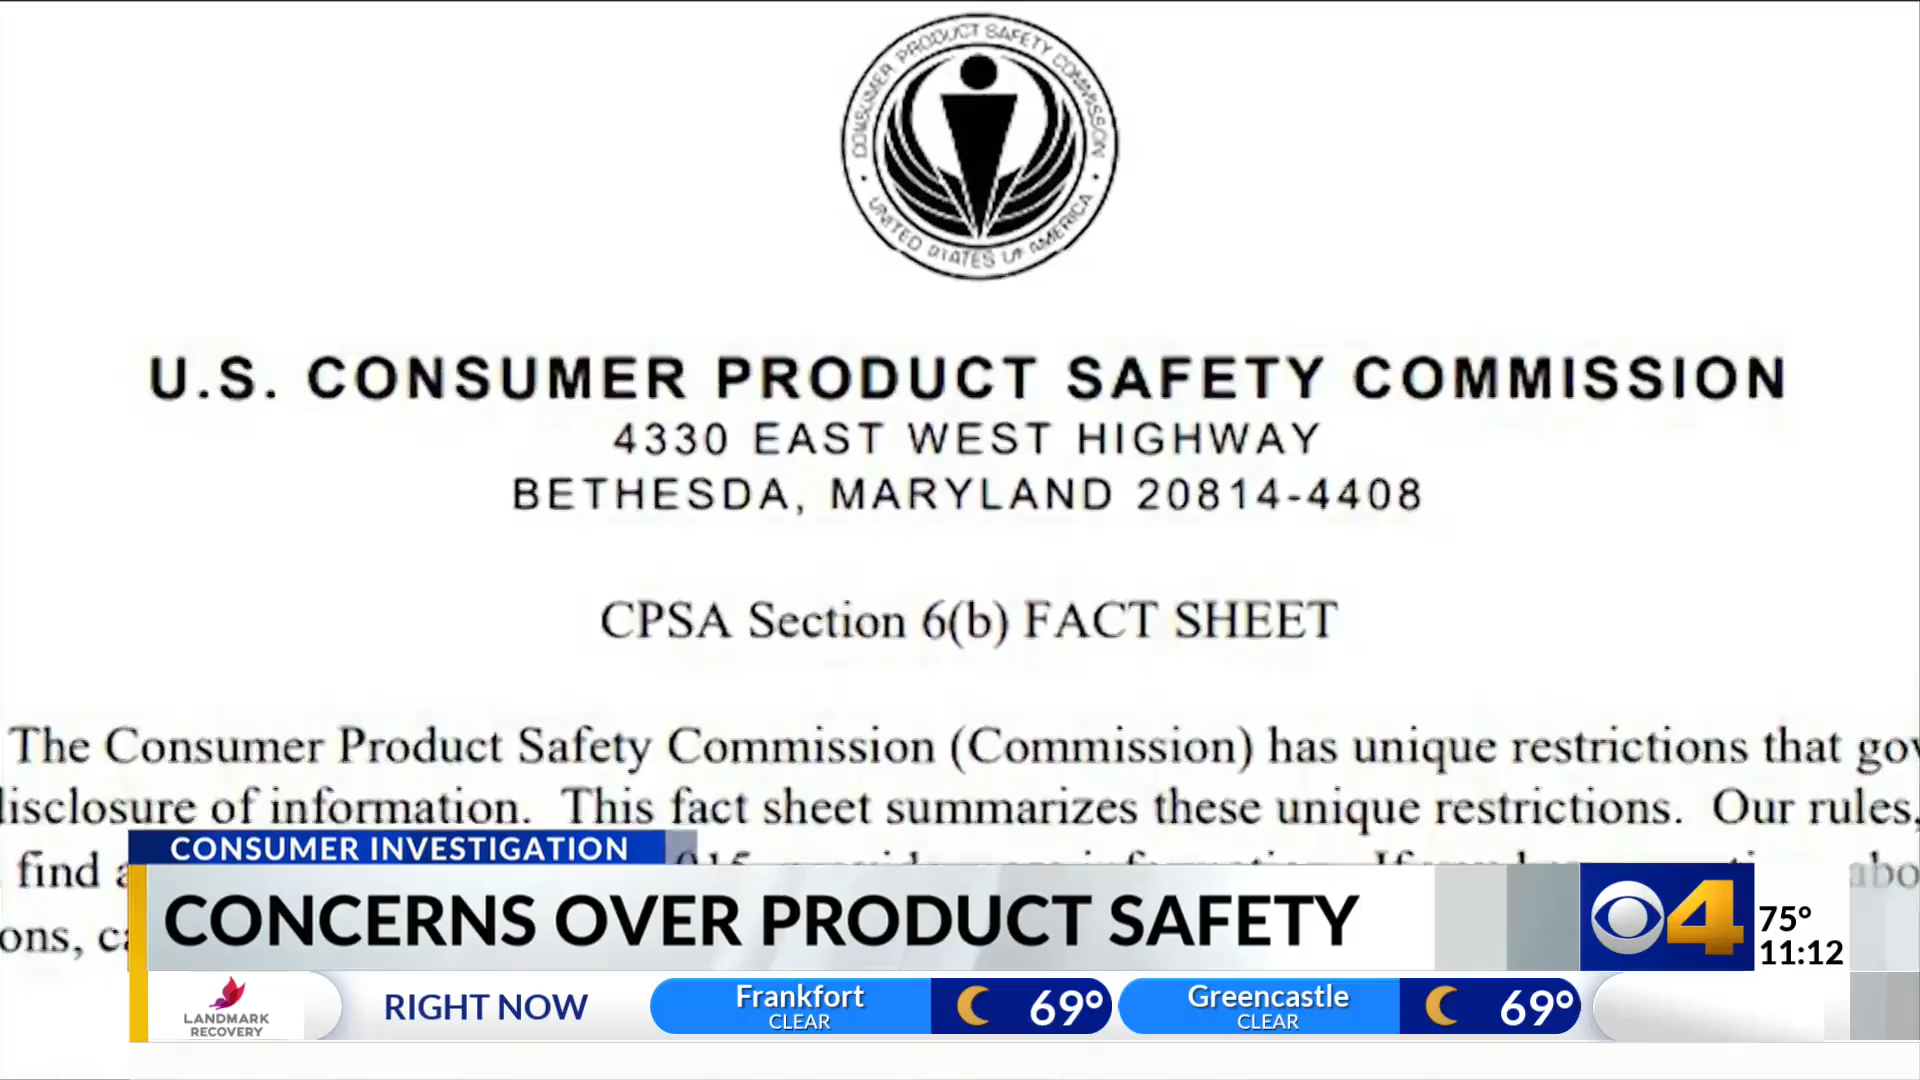 CONSUMER PRODUCT SAFETY COMMISSION
UNITED STATES OF AMERICA
U.S. CONSUMER PRODUCT SAFETY COMMISSION
4330 EAST WEST HIGHWAY
BETHESDA, MARYLAND 20814-4408
CPSA Section 6(b) FACT SHEET
The Consumer Product Safety Commission (Commission) has unique restrictions that gov
disclosure of information. This fact sheet summarizes these unique restrictions. Our rules,
find a
ons, ca
CONSUMER INVESTIGATION
CONCERNS OVER PRODUCT SAFETY
4
75°
11:12
LANDMARK
RECOVERY
RIGHT NOW
Frankfort
CLEAR
69°
Greencastle
CLEAR
69°